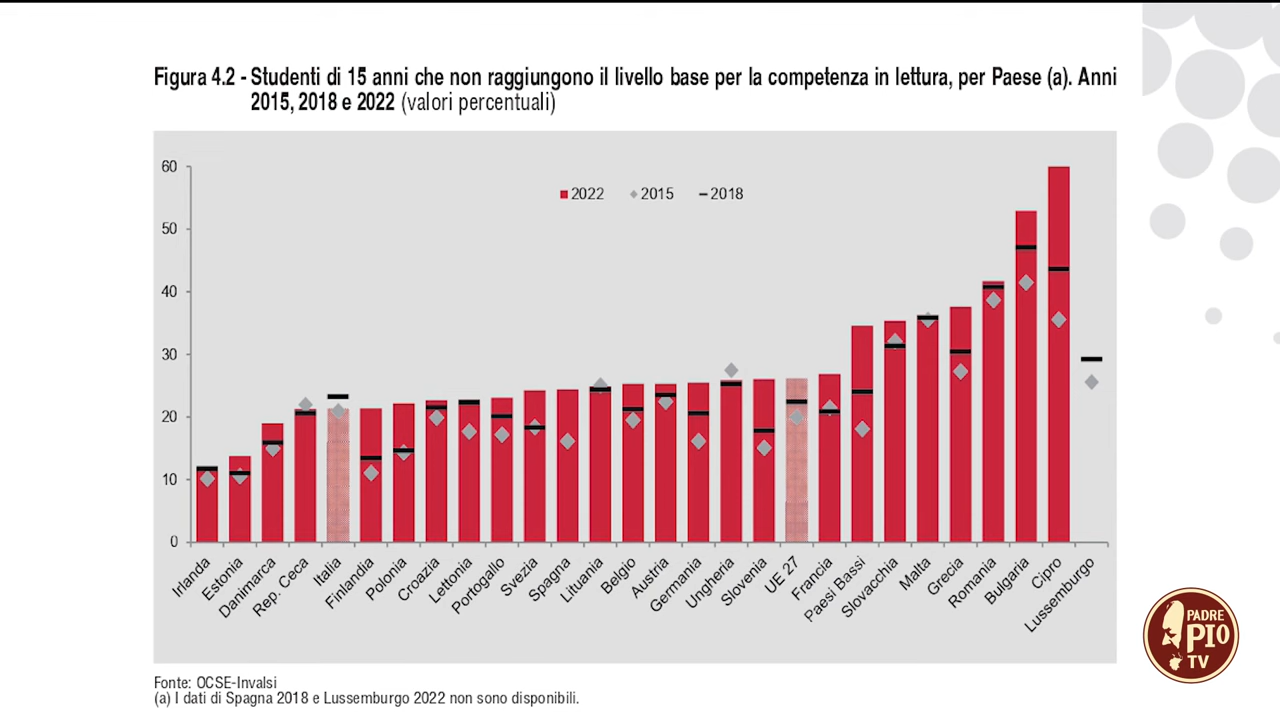 Figura 4.2 - Studenti di 15 anni che non raggiungono il livello base per la competenza in lettura, per Paese (a). Anni
2015, 2018 e 2022 (valori percentuali)
60
2022 2015 2018
50
40
30
20
10
0
Irlanda Estonia Danimarca Rep. Ceca Italia Finlandia Polonia Croazia Lettonia Portogallo Svezia Spagna Lituania Belgio Austria Germania Ungheria Slovenia UE 27 Francia Paesi Bassi Slovacchia Malta Grecia Romania Bulgaria Cipro Lussemburgo
PADRE
PIO
TV
Fonte: OCSE-Invalsi
(a) I dati di Spagna 2018 e Lussemburgo 2022 non sono disponibili.